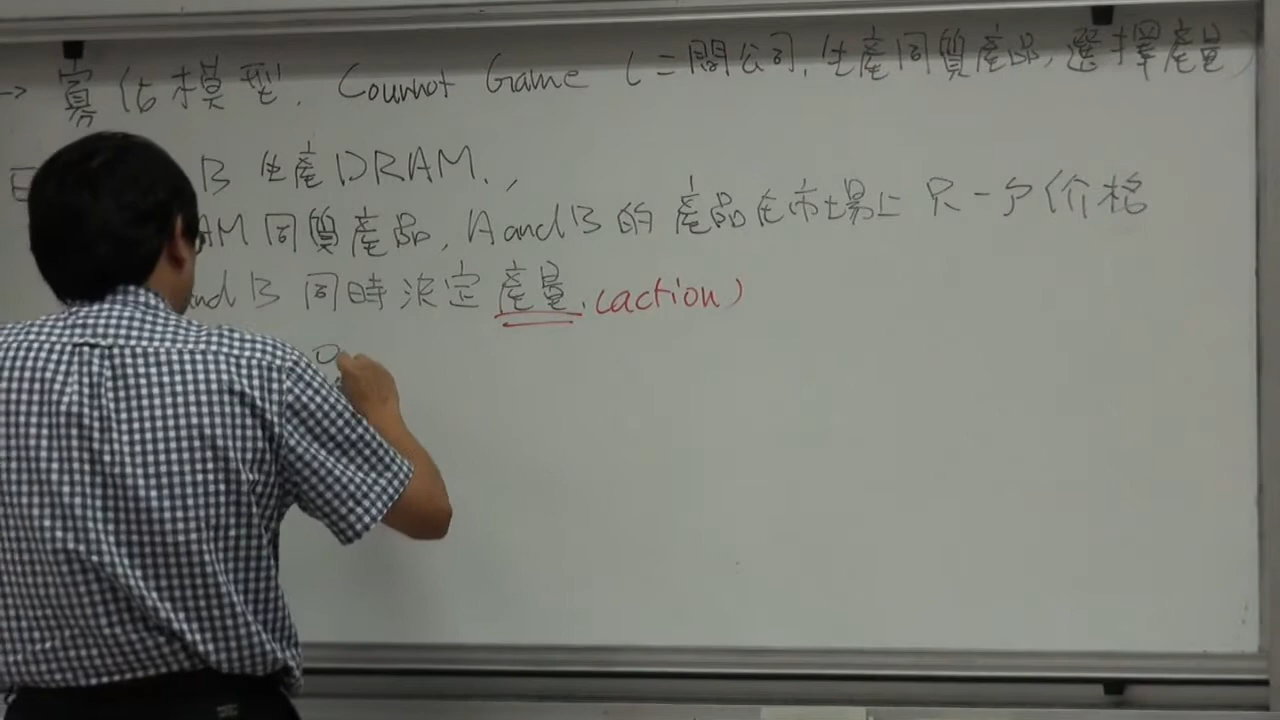 → 寡佔模型. Cournot Game (二間公司, 生產同質產品, 選擇產量)
B 生產DRAM.,
AM 同質產品, A and B 的產品在市場上只一個价格
and B 同時決定產量. (action)